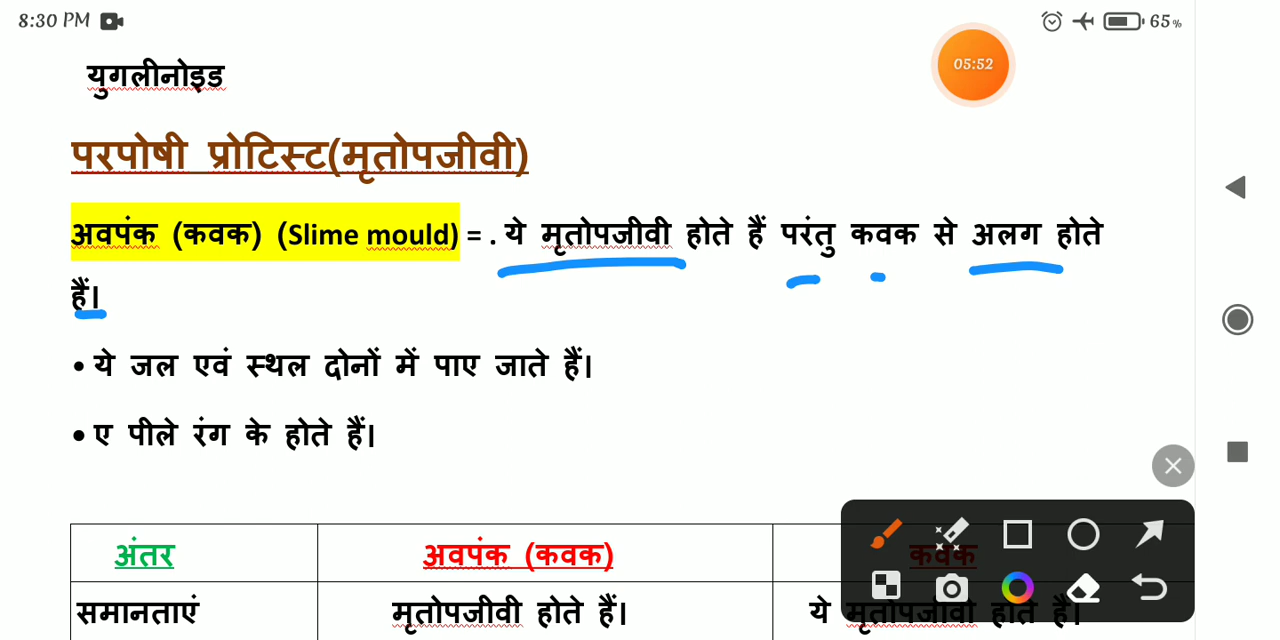 8:30 PM
65%
05:52
युगलीनोइड
परपोषी प्रोटिस्ट(मृतोपजीवी)
अवपंक (कवक) (Slime mould) = . ये मृतोपजीवी होते हैं परंतु कवक से अलग होते
हैं।
• ये जल एवं स्थल दोनों में पाए जाते हैं।
• ए पीले रंग के होते हैं।
अंतर अवपंक (कवक) कवक
समानताएं मृतोपजीवी होते हैं। ये मृतोपजीवी होते हैं।